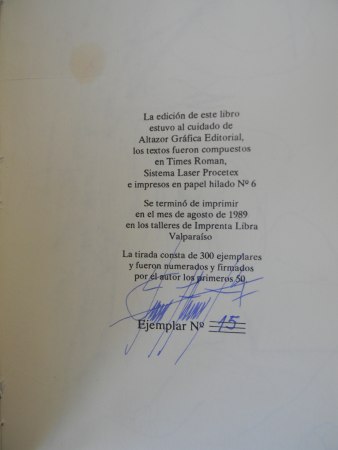 La edición de este libro
estuvo al cuidado de
Altazor Gráfica Editorial,
los textos fueron compuestos
en Times Roman,
Sistema Laser Procetex
e impresos en papel hilado Nº 6
Se terminó de imprimir
en el mes de agosto de 1989
en los talleres de Imprenta Libra
Valparaíso
La tirada consta de 300 ejemplares
y fueron numerados y firmados
por el autor los primeros 50
Ejemplar Nº 15